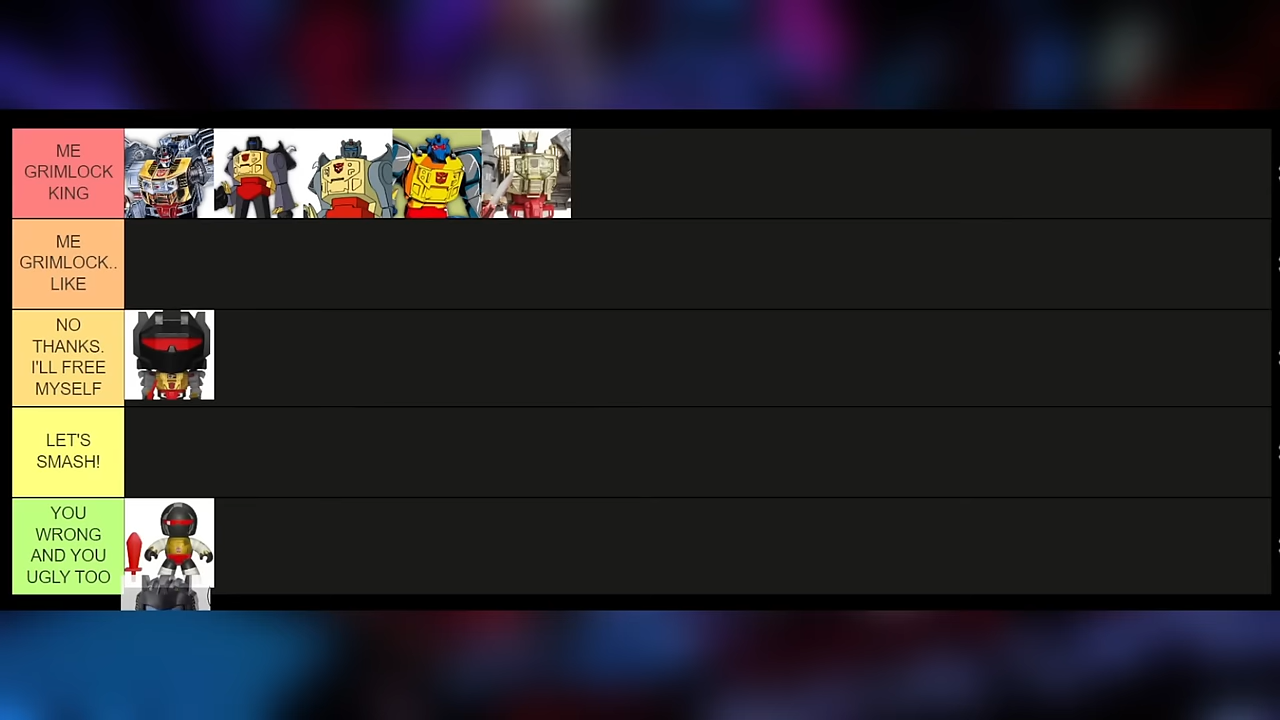 ME
GRIMLOCK
KING
ME
GRIMLOCK..
LIKE
NO
THANKS.
I'LL FREE
MYSELF
LET'S
SMASH!
YOU
WRONG
AND YOU
UGLY TOO